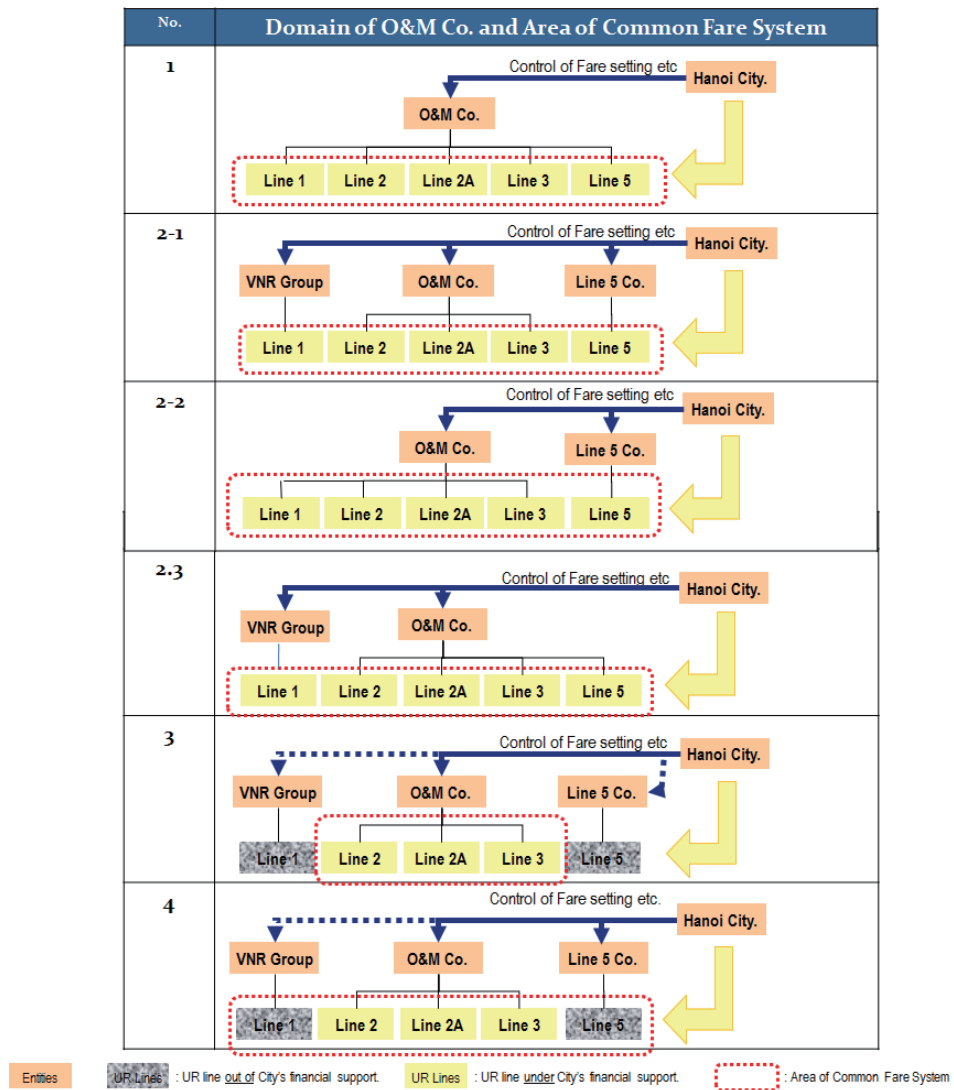 No. Domain of O&M Co. and Area of Common Fare System
1
Control of Fare setting etc
Hanoi City.
O&M Co.
Line 1 Line 2 Line 2A Line 3 Line 5
2-1
Control of Fare setting etc
Hanoi City.
VNR Group O&M Co. Line 5 Co.
Line 1 Line 2 Line 2A Line 3 Line 5
2-2
Control of Fare setting etc
Hanoi City.
O&M Co. Line 5 Co.
Line 1 Line 2 Line 2A Line 3 Line 5
2.3
Control of Fare setting etc
Hanoi City.
VNR Group O&M Co.
Line 1 Line 2 Line 2A Line 3 Line 5
3
Control of Fare setting etc
Hanoi City.
VNR Group O&M Co. Line 5 Co.
Line 1 Line 2 Line 2A Line 3 Line 5
4
Control of Fare setting etc.
Hanoi City.
VNR Group O&M Co. Line 5 Co.
Line 1 Line 2 Line 2A Line 3 Line 5
Entities UR Lines : UR line out of City's financial support. UR Lines : UR line under City's financial support. : Area of Common Fare System